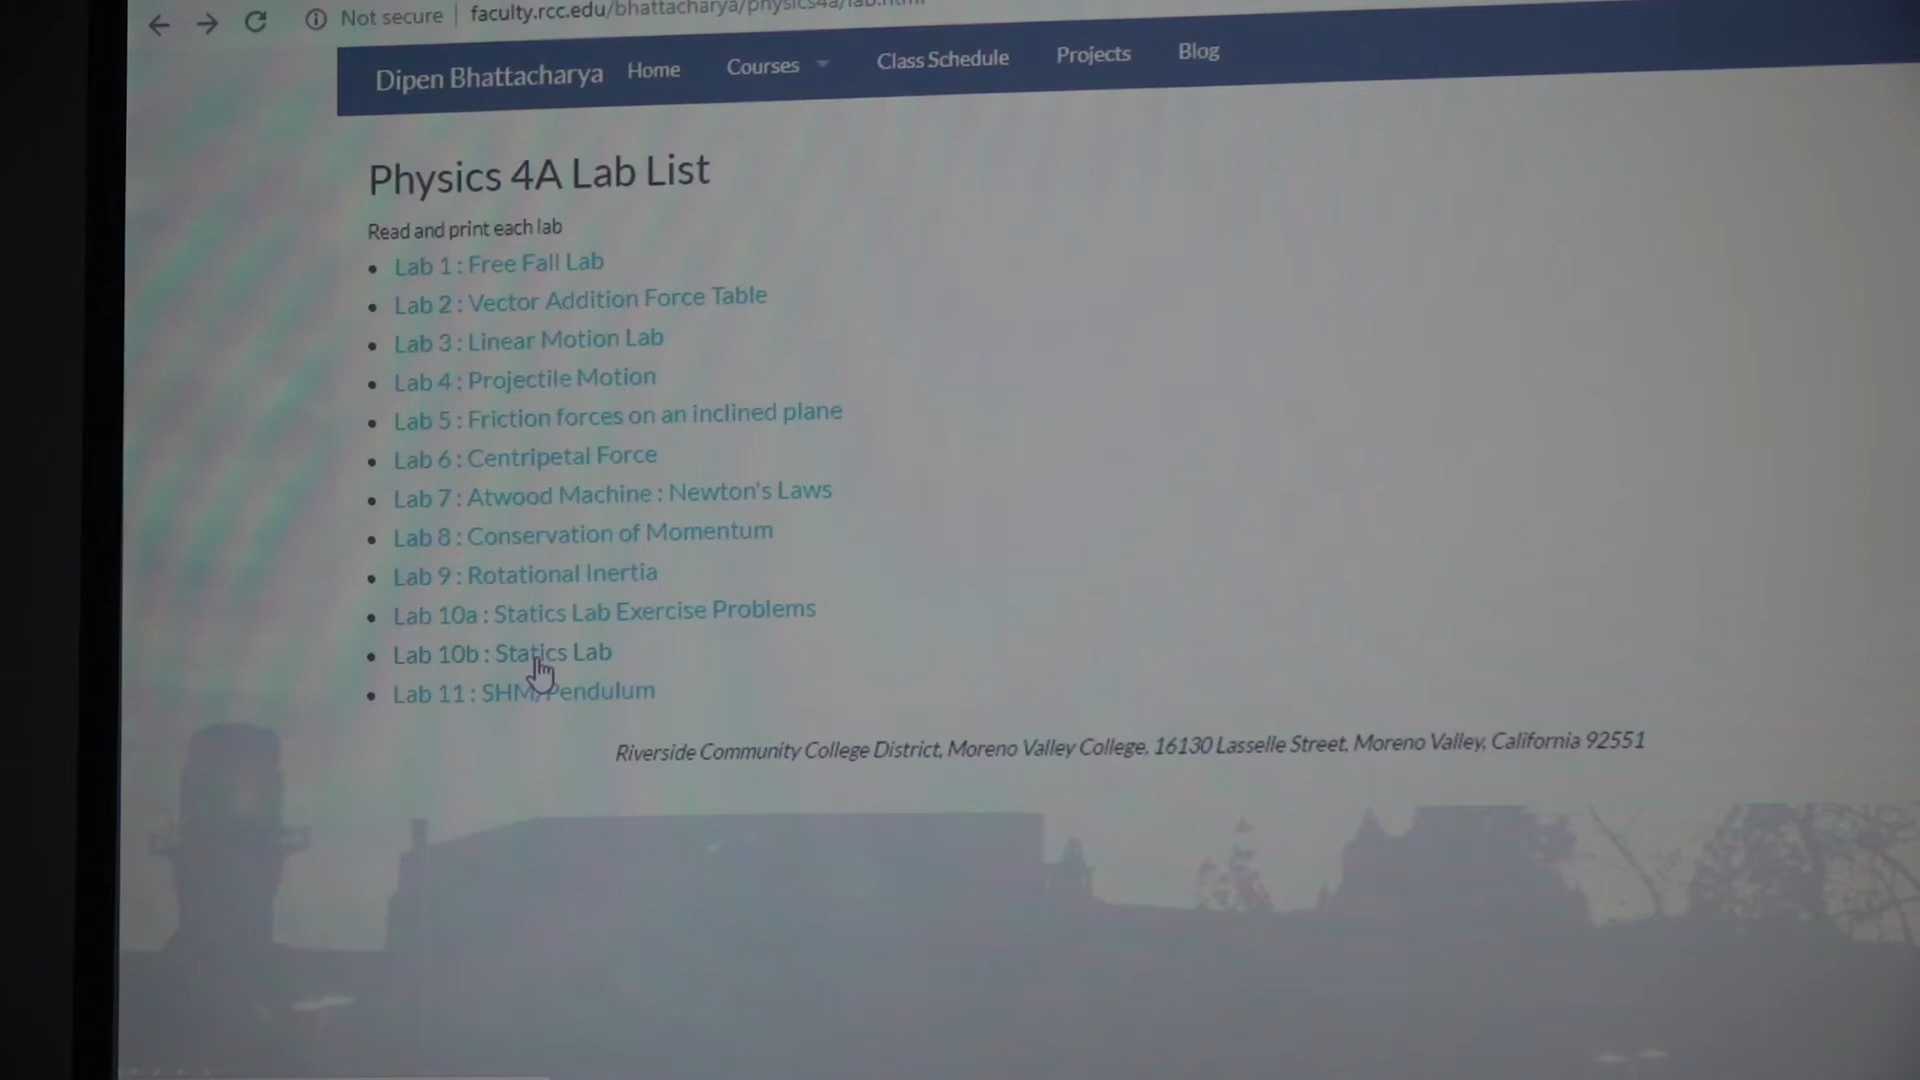 Not secure faculty.rcc.edu/bhattacharya/physics4a/lab.html
Dipen Bhattacharya Home Courses Class Schedule Projects Blog
Physics 4A Lab List
Read and print each lab
Lab 1 : Free Fall Lab
Lab 2 : Vector Addition Force Table
Lab 3 : Linear Motion Lab
Lab 4 : Projectile Motion
Lab 5 : Friction forces on an inclined plane
Lab 6 : Centripetal Force
Lab 7 : Atwood Machine : Newton's Laws
Lab 8 : Conservation of Momentum
Lab 9 : Rotational Inertia
Lab 10a : Statics Lab Exercise Problems
Lab 10b : Statics Lab
Lab 11 : SHM/Pendulum
Riverside Community College District, Moreno Valley College, 16130 Lasselle Street, Moreno Valley, California 92551